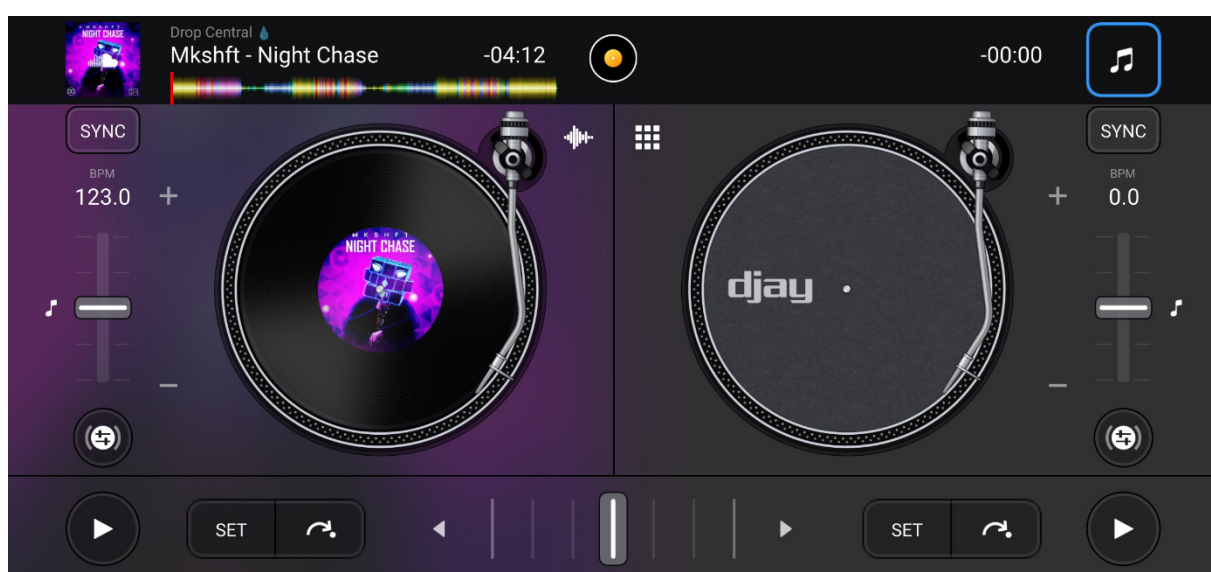 MKSHFT
NIGHT CHASE
Drop Central
Mkshft - Night Chase
-04:12
-00:00
SYNC
BPM
123.0
+
−
MKSHFT
NIGHT CHASE
djay
SYNC
BPM
0.0
+
−
SET
SET